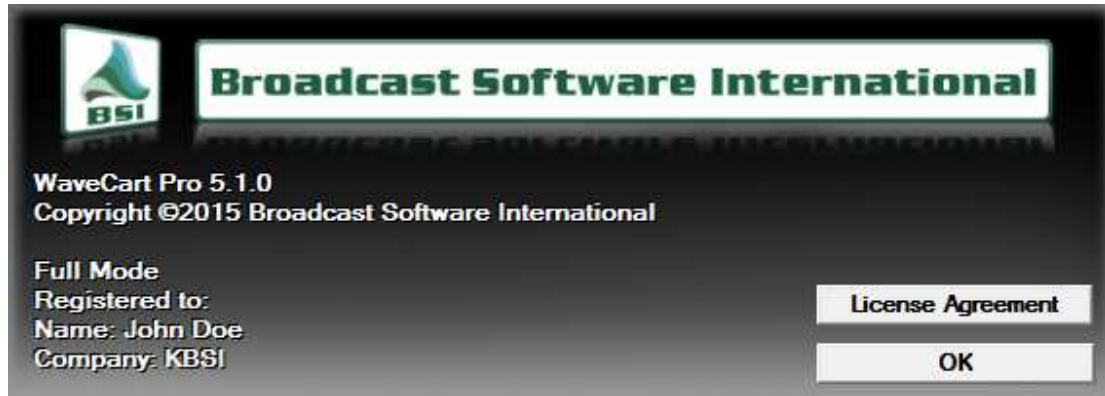 BSI
Broadcast Software International
WaveCart Pro 5.1.0
Copyright ©2015 Broadcast Software International
Full Mode
Registered to:
Name: John Doe
Company: KBSI
License Agreement
OK